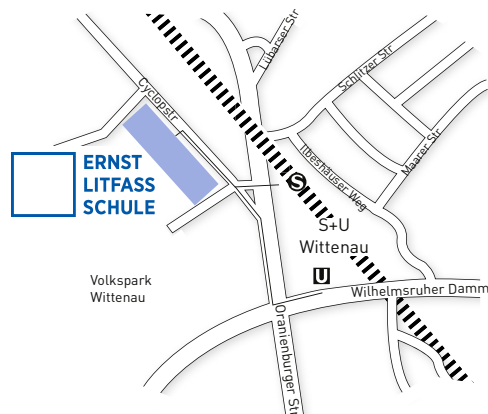 Lübarser Str
Schlitzer Str
Cyclopstr
Maarer Str
Ilbeshäuser Weg
ERNST
LITFASS
SCHULE
S
S+U
Wittenau
U
Volkspark
Wittenau
Wilhelmsruher Damm
Oranienburger Str